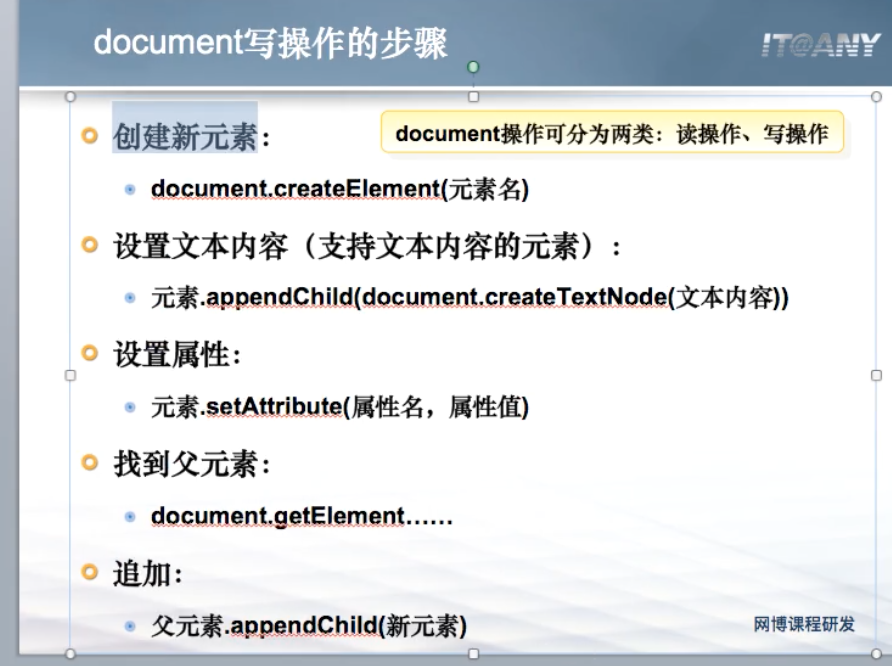 document写操作的步骤
IT@ANY
创建新元素:
document操作可分为两类：读操作、写操作
document.createElement(元素名)
设置文本内容（支持文本内容的元素）:
元素.appendChild(document.createTextNode(文本内容))
设置属性:
元素.setAttribute(属性名，属性值)
找到父元素:
document.getElement……
追加:
父元素.appendChild(新元素)
网博课程研发